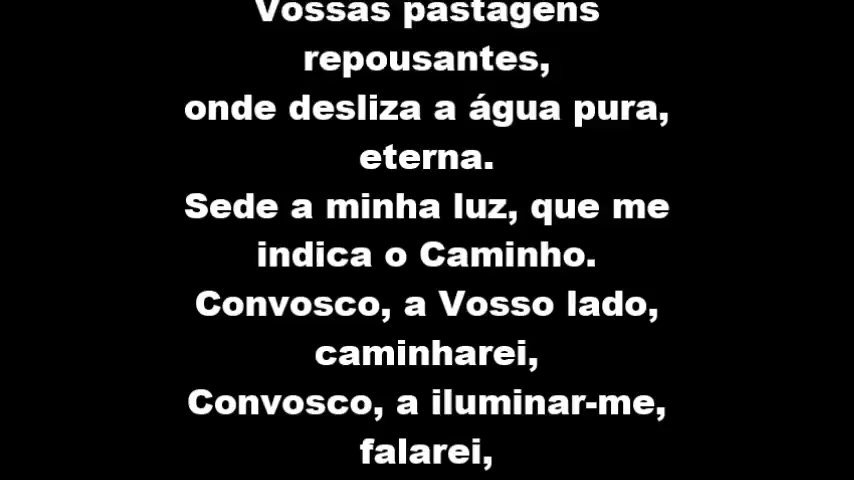 Vossas pastagens
repousantes,
onde desliza a água pura,
eterna.
Sede a minha luz, que me
indica o Caminho.
Convosco, a Vosso lado,
caminharei,
Convosco, a iluminar-me,
falarei,